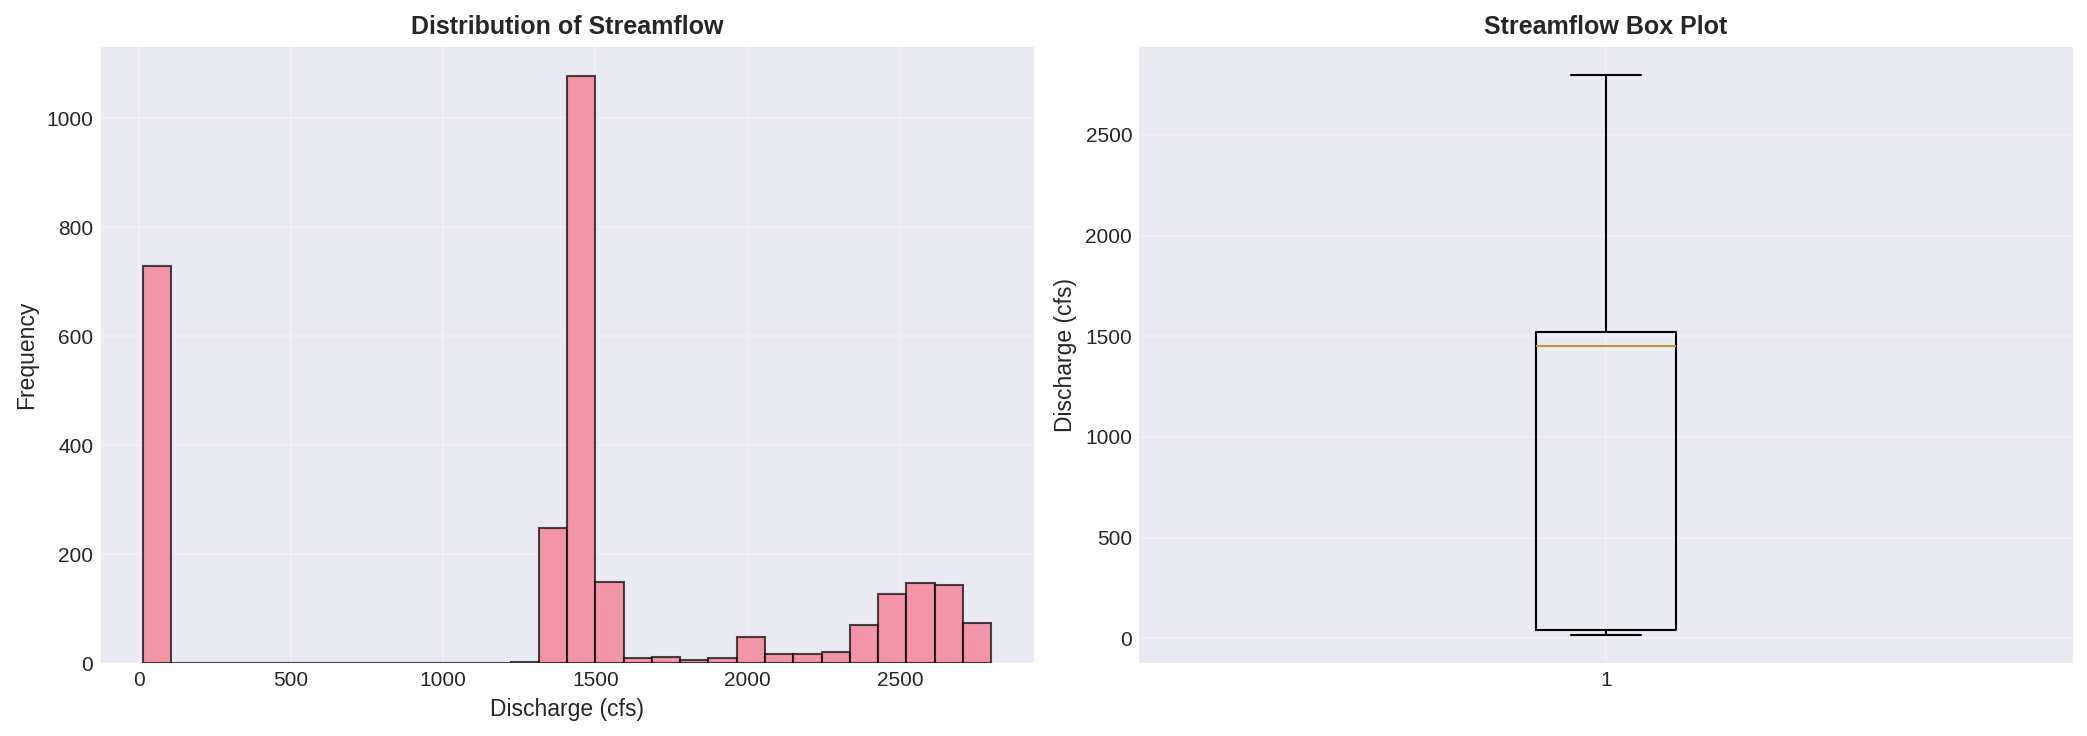 Distribution of Streamflow
1000
800
600
400
200
0
Frequency
0 500 1000 1500 2000 2500
Discharge (cfs)
Streamflow Box Plot
2500
2000
1500
1000
500
0
Discharge (cfs)
1